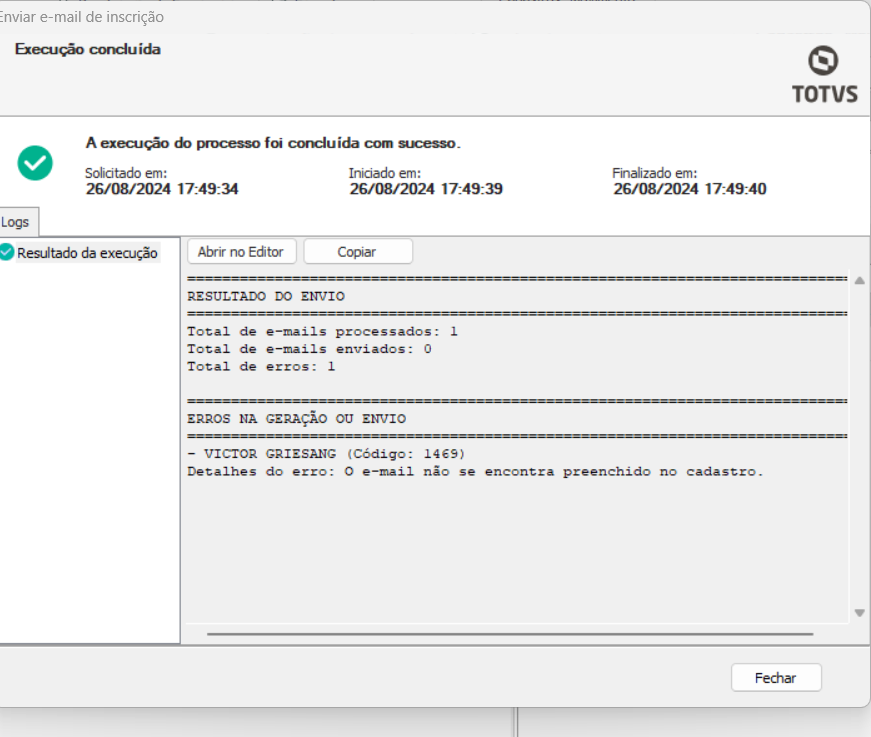 Enviar e-mail de inscrição
Execução concluída
TOTVS
A execução do processo foi concluída com sucesso.
Solicitado em: Iniciado em: Finalizado em:
26/08/2024 17:49:34 26/08/2024 17:49:39 26/08/2024 17:49:40
Logs
Resultado da execução
Abrir no Editor Copiar
RESULTADO DO ENVIO
Total de e-mails processados: 1
Total de e-mails enviados: 0
Total de erros: 1
ERROS NA GERAÇÃO OU ENVIO
- VICTOR GRIESANG (Código: 1469)
Detalhes do erro: O e-mail não se encontra preenchido no cadastro.
Fechar